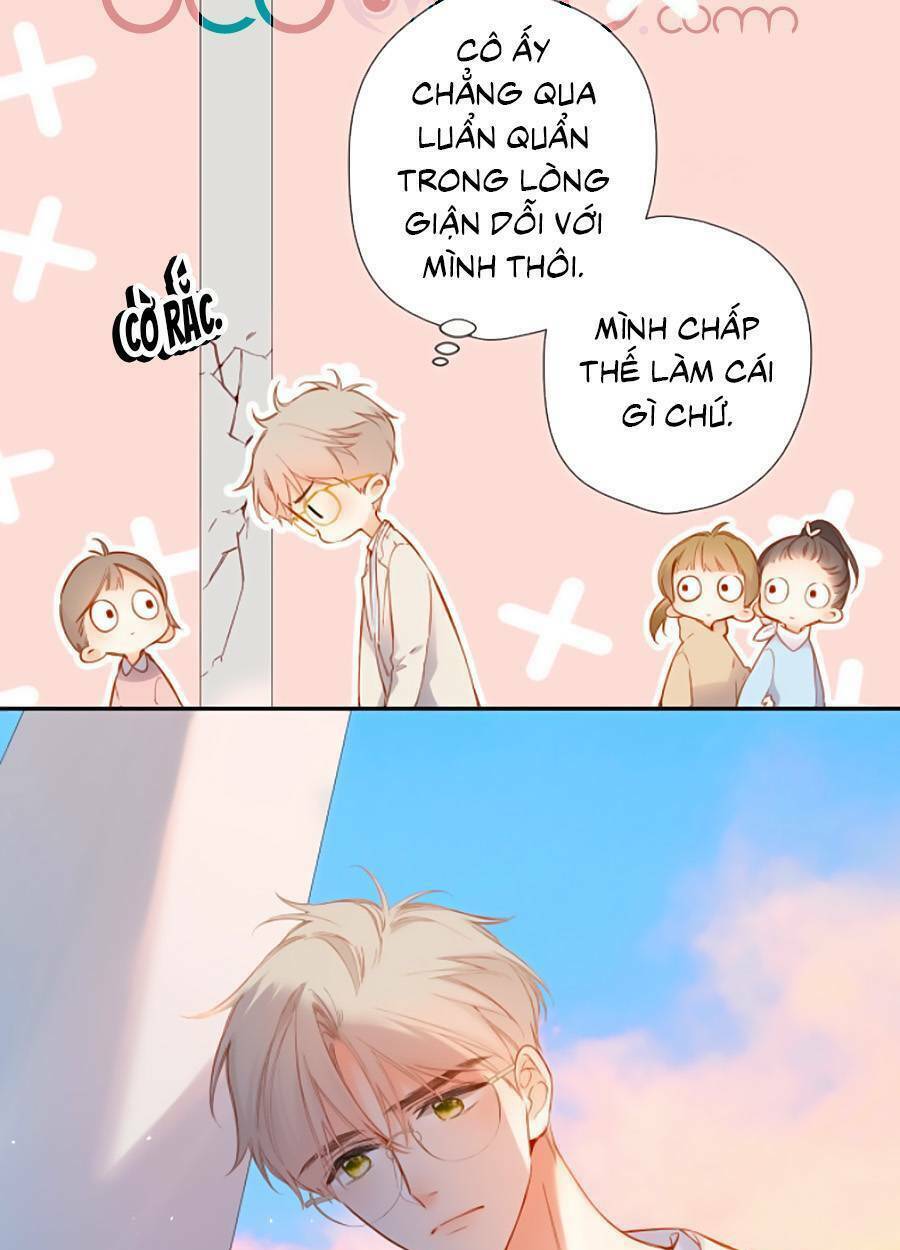 CÔ ẤY
CHẲNG QUA
LUẨN QUẨN
TRONG LÒNG
GIẬN DỖI VỚI
MÌNH THÔI.
MÌNH CHẤP
THẾ LÀM CÁI
GÌ CHỨ.
CỜ RẮC.